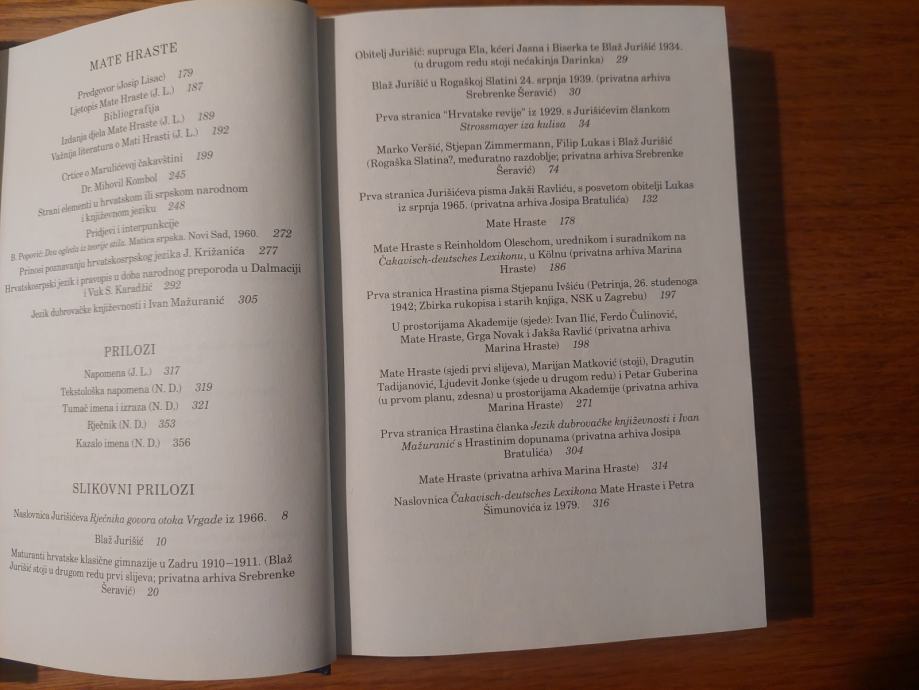 MATE HRASTE
Predgovor (Josip Lisac) 179
Ljetopis Mate Hraste (J. L.) 187
Bibliografija
Izdanja djela Mate Hraste (J. L.) 189
Važnija literatura o Mati Hrasti (J. L.) 192
Crtice o Marulićevoj čakavštini 199
Dr. Mihovil Kombol 245
Strani elementi u hrvatskom ili srpskom narodnom
i književnom jeziku 248
Pridjevi i interpunkcije
B. Popović: Deo ogleda iz teorije stila. Matica srpska. Novi Sad, 1960. 272
Prinosi poznavanju hrvatskosrpskog jezika J. Križanića 277
Hrvatskosrpski jezik i pravopis u doba narodnog preporoda u Dalmaciji
i Vuk S. Karadžić 292
Jezik dubrovačke književnosti i Ivan Mažuranić 305
PRILOZI
Napomena (J. L.) 317
Tekstološka napomena (N. D.) 319
Tumač imena i izraza (N. D.) 321
Rječnik (N. D.) 353
Kazalo imena (N. D.) 356
SLIKOVNI PRILOZI
Naslovnica Jurišićeva Rječnika govora otoka Vrgade iz 1966. 8
Blaž Jurišić 10
Maturanti hrvatske klasične gimnazije u Zadru 1910–1911. (Blaž
Jurišić stoji u drugom redu prvi slijeva; privatna arhiva Srebrenke
Šeravić) 20
Obitelj Jurišić: supruga Ela, kćeri Jasna i Biserka te Blaž Jurišić 1934.
(u drugom redu stoji nećakinja Darinka) 29
Blaž Jurišić u Rogaškoj Slatini 24. srpnja 1939. (privatna arhiva
Srebrenke Šeravić) 30
Prva stranica "Hrvatske revije" iz 1929. s Jurišićevim člankom
Strossmayer iza kulisa 34
Marko Veršić, Stjepan Zimmermann, Filip Lukas i Blaž Jurišić
(Rogaška Slatina?, međuratno razdoblje; privatna arhiva Srebrenke
Šeravić) 74
Prva stranica Jurišićeva pisma Jakši Ravliću, s posvetom obitelji Lukas
iz srpnja 1965. (privatna arhiva Josipa Bratulića) 132
Mate Hraste 178
Mate Hraste s Reinholdom Oleschom, urednikom i suradnikom na
Čakavisch-deutsches Lexikonu, u Kölnu (privatna arhiva Marina
Hraste) 186
Prva stranica Hrastina pisma Stjepanu Ivšiću (Petrinja, 26. studenoga
1942; Zbirka rukopisa i starih knjiga, NSK u Zagrebu) 197
U prostorijama Akademije (sjede): Ivan Ilić, Ferdo Čulinović,
Mate Hraste, Grga Novak i Jakša Ravlić (privatna arhiva
Marina Hraste) 198
Mate Hraste (sjedi prvi slijeva), Marijan Matković (stoji), Dragutin
Tadijanović, Ljudevit Jonke (sjede u drugom redu) i Petar Guberina
(u prvom planu, zdesna) u prostorijama Akademije (privatna arhiva
Marina Hraste) 271
Prva stranica Hrastina članka Jezik dubrovačke književnosti i Ivan
Mažuranić s Hrastinim dopunama (privatna arhiva Josipa
Bratulića) 304
Mate Hraste (privatna arhiva Marina Hraste) 314
Naslovnica Čakavisch-deutsches Lexikona Mate Hraste i Petra
Šimunovića iz 1979. 316